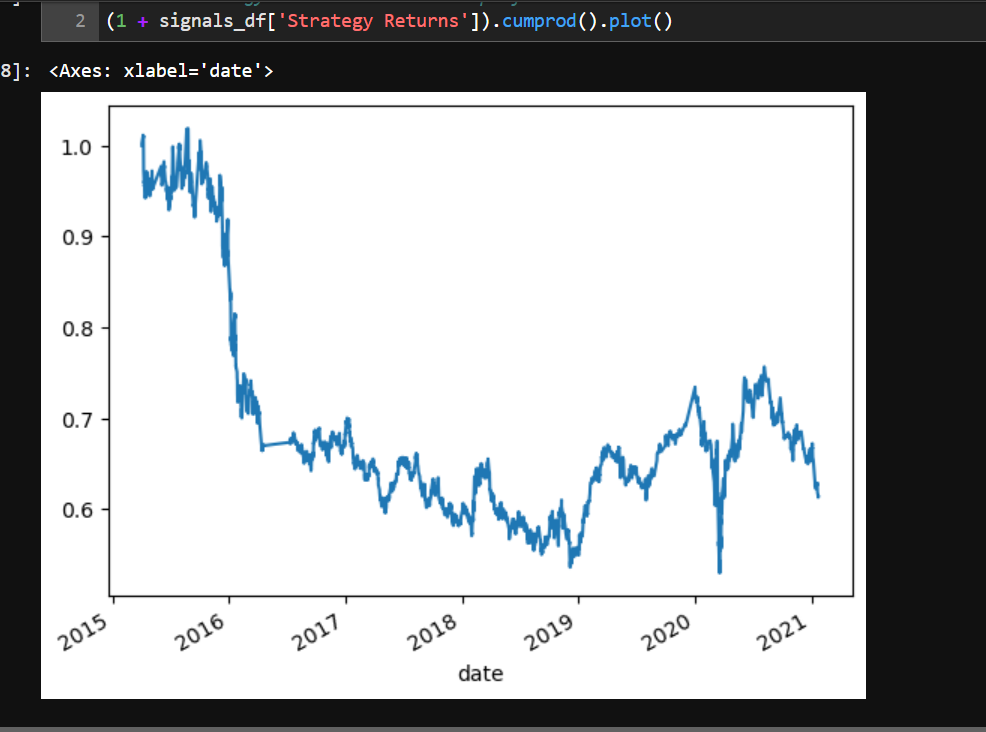 2 (1 + signals_df['Strategy Returns']).cumprod().plot()
8]: <Axes: xlabel='date'>
1.0
0.9
0.8
0.7
0.6
2015 2016 2017 2018 2019 2020 2021
date